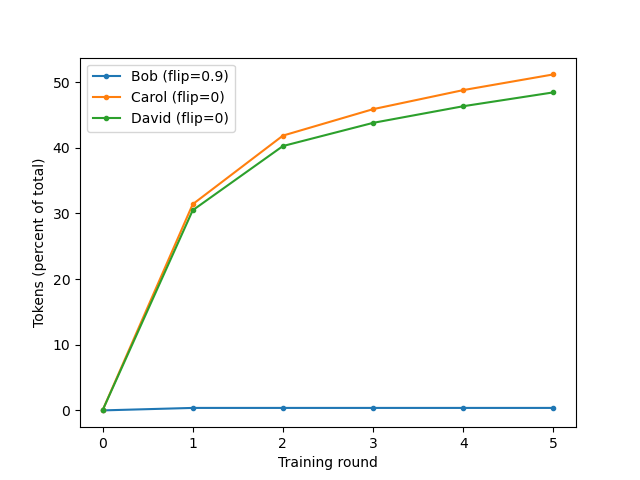 Bob (flip=0.9)
Carol (flip=0)
David (flip=0)
Tokens (percent of total)
50
40
30
20
10
0
0 1 2 3 4 5
Training round